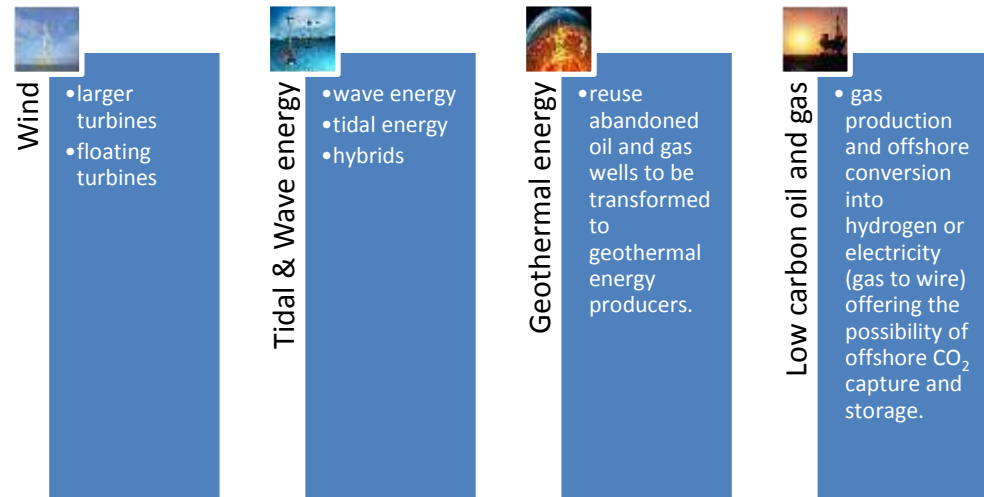 Wind
•larger
turbines
•floating
turbines
Tidal & Wave energy
•wave energy
•tidal energy
•hybrids
Geothermal energy
•reuse
abandoned
oil and gas
wells to be
transformed
to
geothermal
energy
producers.
Low carbon oil and gas
• gas
production
and offshore
conversion
into
hydrogen or
electricity
(gas to wire)
offering the
possibility of
offshore CO₂
capture and
storage.